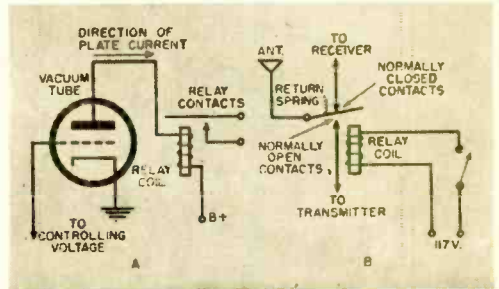 DIRECTION OF
PLATE CURRENT
VACUUM
TUBE
RELAY
CONTACTS
RELAY
COIL
TO
CONTROLLING
VOLTAGE
B+
A
ANT.
TO
RECEIVER
NORMALLY
CLOSED
CONTACTS
RETURN
SPRING
NORMALLY
OPEN
CONTACTS
RELAY
COIL
TO
TRANSMITTER
117V.
B